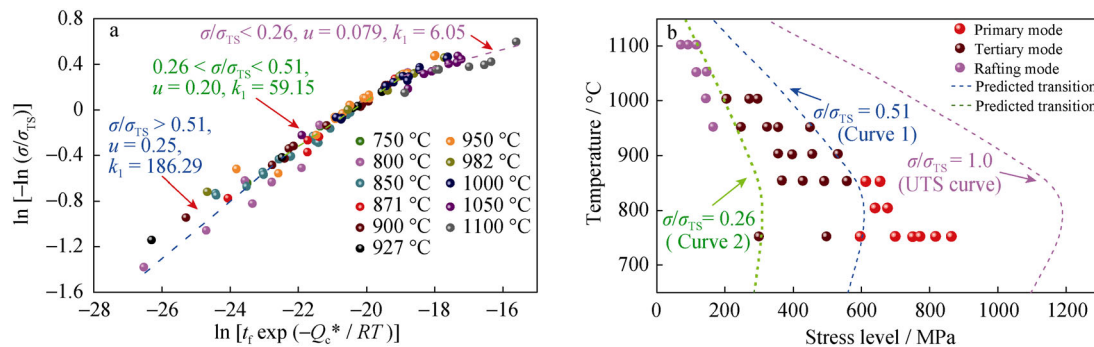 a
σ/σTS< 0.26, u = 0.079, k1 = 6.05
0.26 < σ/σTS< 0.51,
u = 0.20, k1 = 59.15
σ/σTS > 0.51,
u = 0.25,
k1 = 186.29
750 °C
800 °C
850 °C
871 °C
900 °C
927 °C
950 °C
982 °C
1000 °C
1050 °C
1100 °C
0.8
0.4
0
−0.4
−0.8
−1.2
−1.6
ln [−ln (σ/σTS)]
−28
−26
−24
−22
−20
−18
−16
−14
ln [tf exp (−Qc* / RT)]
b
Primary mode
Tertiary mode
Rafting mode
Predicted transition
Predicted transition
σ/σTS= 0.51
(Curve 1)
σ/σTS= 1.0
(UTS curve)
σ/σTS= 0.26
( Curve 2)
1100
1000
900
800
700
Temperature / °C
0
200
400
600
800
1000
1200
Stress level / MPa